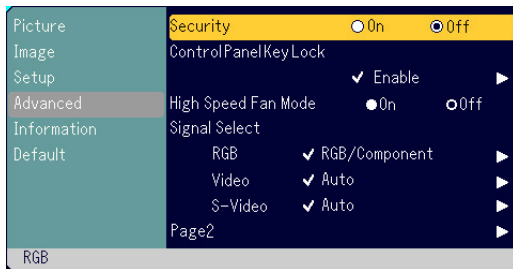 Picture
Image
Setup
Advanced
Information
Default
Security On Off
ControlPanelKeyLock
Enable
High Speed Fan Mode On Off
Signal Select
RGB RGB/Component
Video Auto
S-Video Auto
Page2
RGB